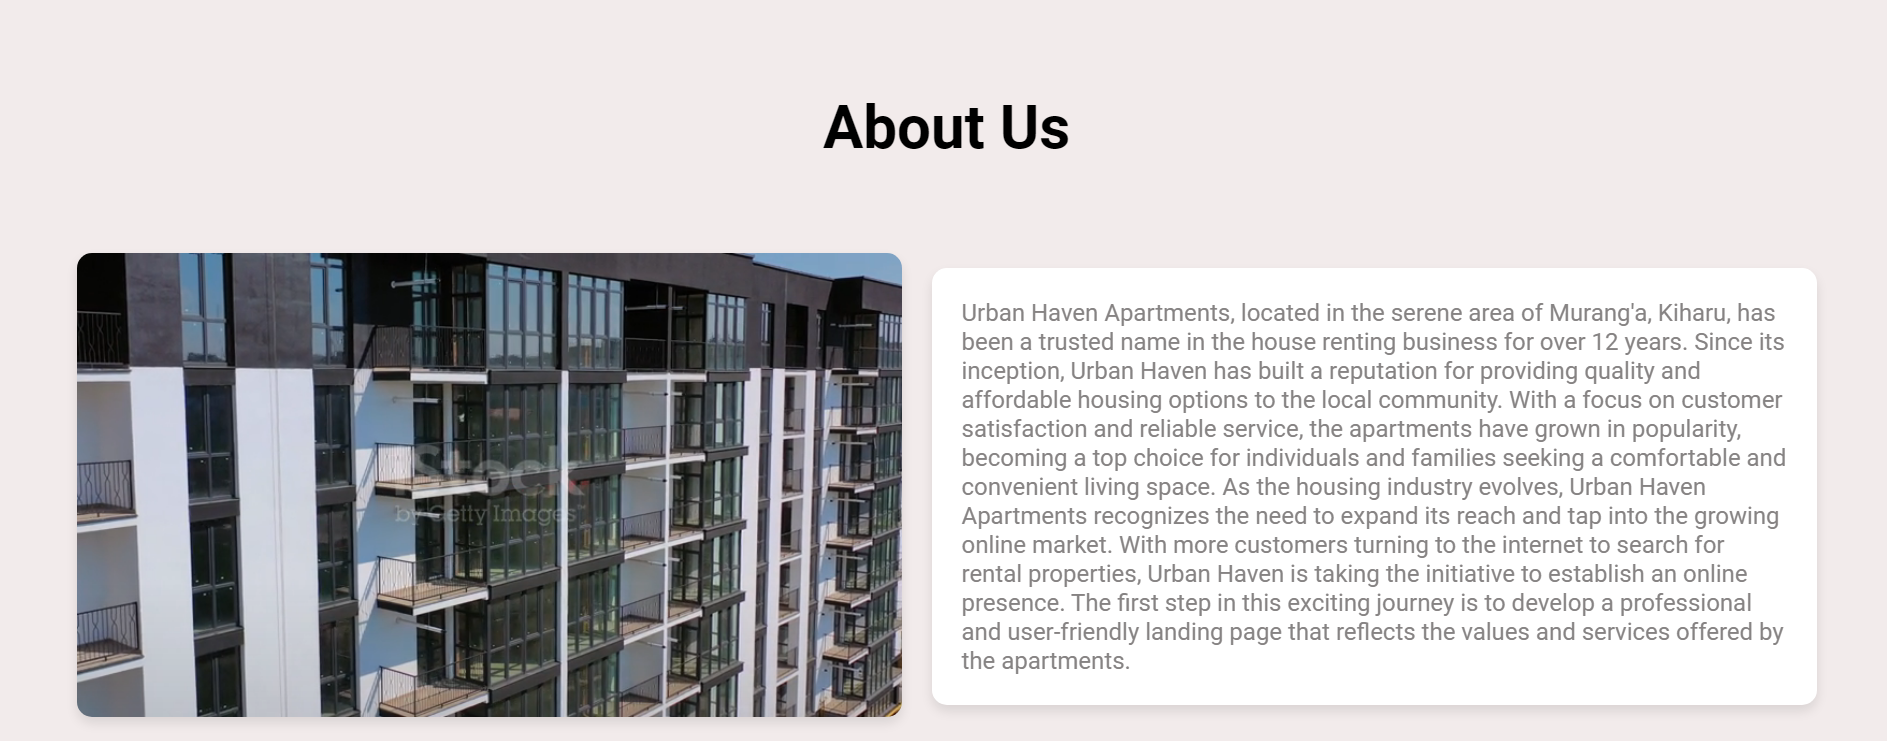 About Us
Urban Haven Apartments, located in the serene area of Murang'a, Kiharu, has
been a trusted name in the house renting business for over 12 years. Since its
inception, Urban Haven has built a reputation for providing quality and
affordable housing options to the local community. With a focus on customer
satisfaction and reliable service, the apartments have grown in popularity,
becoming a top choice for individuals and families seeking a comfortable and
convenient living space. As the housing industry evolves, Urban Haven
Apartments recognizes the need to expand its reach and tap into the growing
online market. With more customers turning to the internet to search for
rental properties, Urban Haven is taking the initiative to establish an online
presence. The first step in this exciting journey is to develop a professional
and user-friendly landing page that reflects the values and services offered by
the apartments.
iStock
by Getty Images